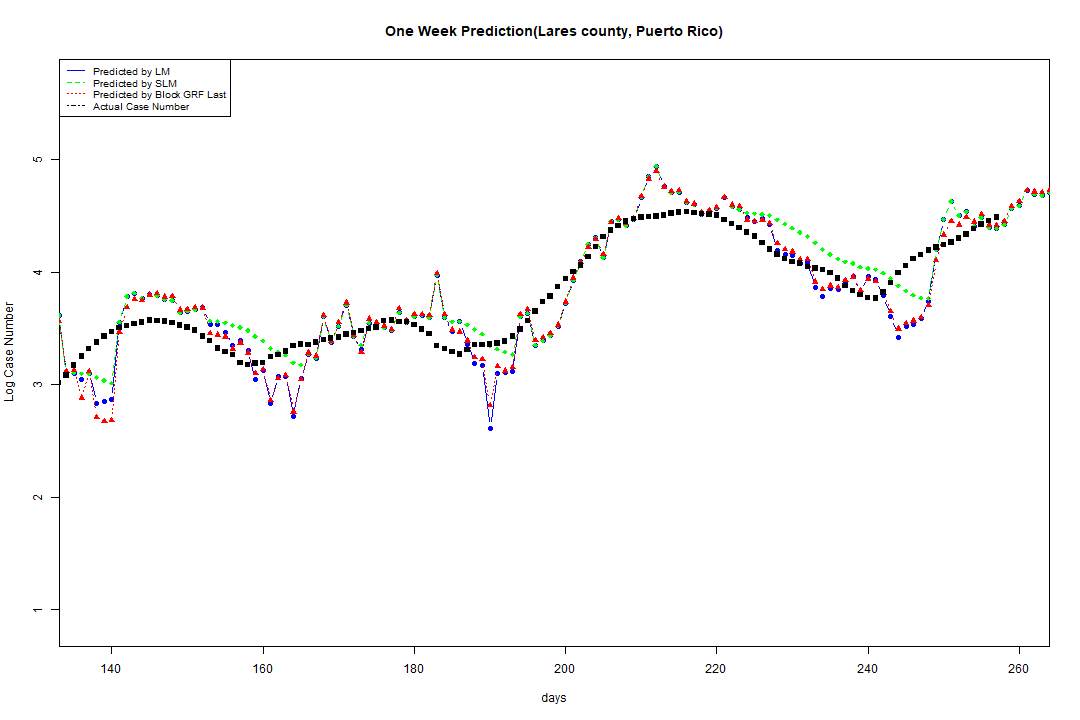 One Week Prediction(Lares county, Puerto Rico)
Predicted by LM
Predicted by SLM
Predicted by Block GRF Last
Actual Case Number
5
4
3
2
1
Log Case Number
140 160 180 200 220 240 260
days